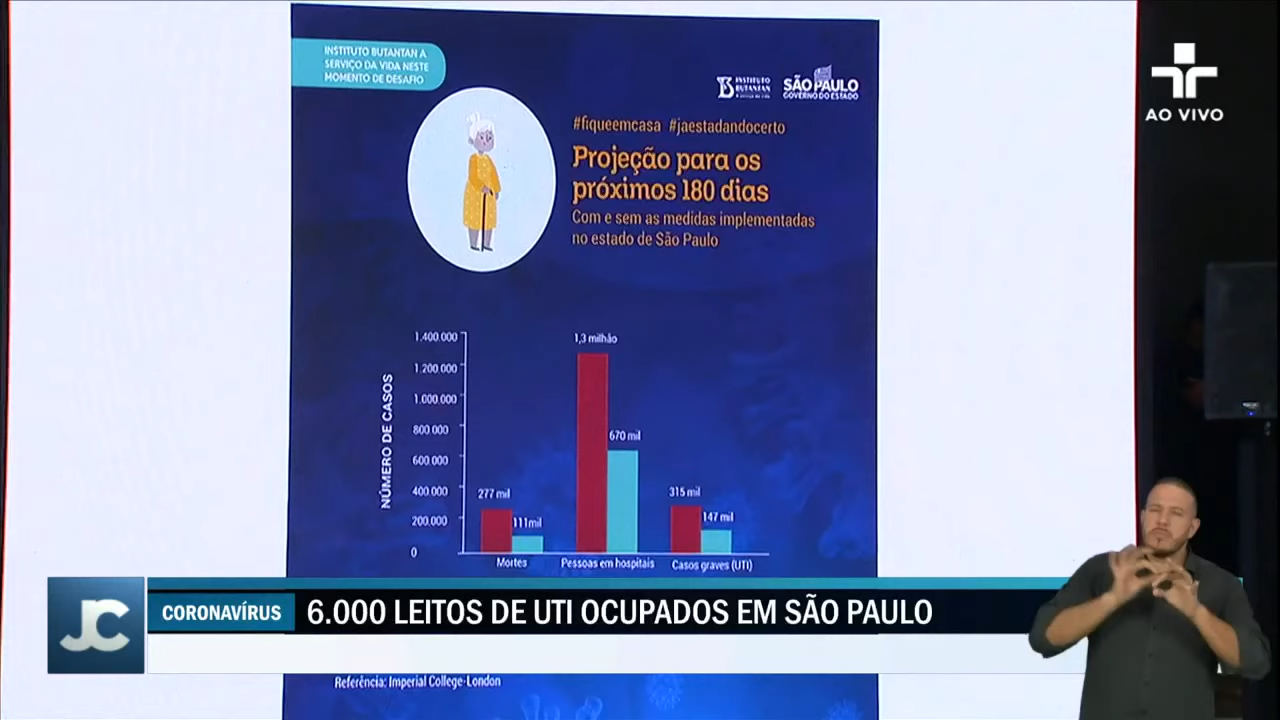 INSTITUTO BUTANTAN A
SERVIÇO DA VIDA NESTE
MOMENTO DE DESAFIO
INSTITUTO
BUTANTAN
SÃO PAULO
GOVERNO DO ESTADO
AO VIVO
#fiqueemcasa #jaestadandocerto
Projeção para os
próximos 180 dias
Com e sem as medidas implementadas
no estado de São Paulo
NÚMERO DE CASOS
1.400.000
1.200.000
1.000.000
800.000
600.000
400.000
200.000
0
277 mil
111mil
1,3 milhão
670 mil
315 mil
147 mil
Mortes
Pessoas em hospitais
Casos graves (UTI)
JC
CORONAVÍRUS
6.000 LEITOS DE UTI OCUPADOS EM SÃO PAULO
Referência: Imperial College-London